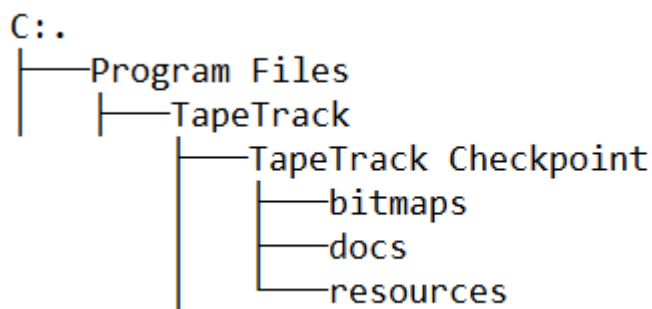 C:.
├───Program Files
│   ├───TapeTrack
        ├───TapeTrack Checkpoint
        │   ├───bitmaps
        │   ├───docs
        │   └───resources